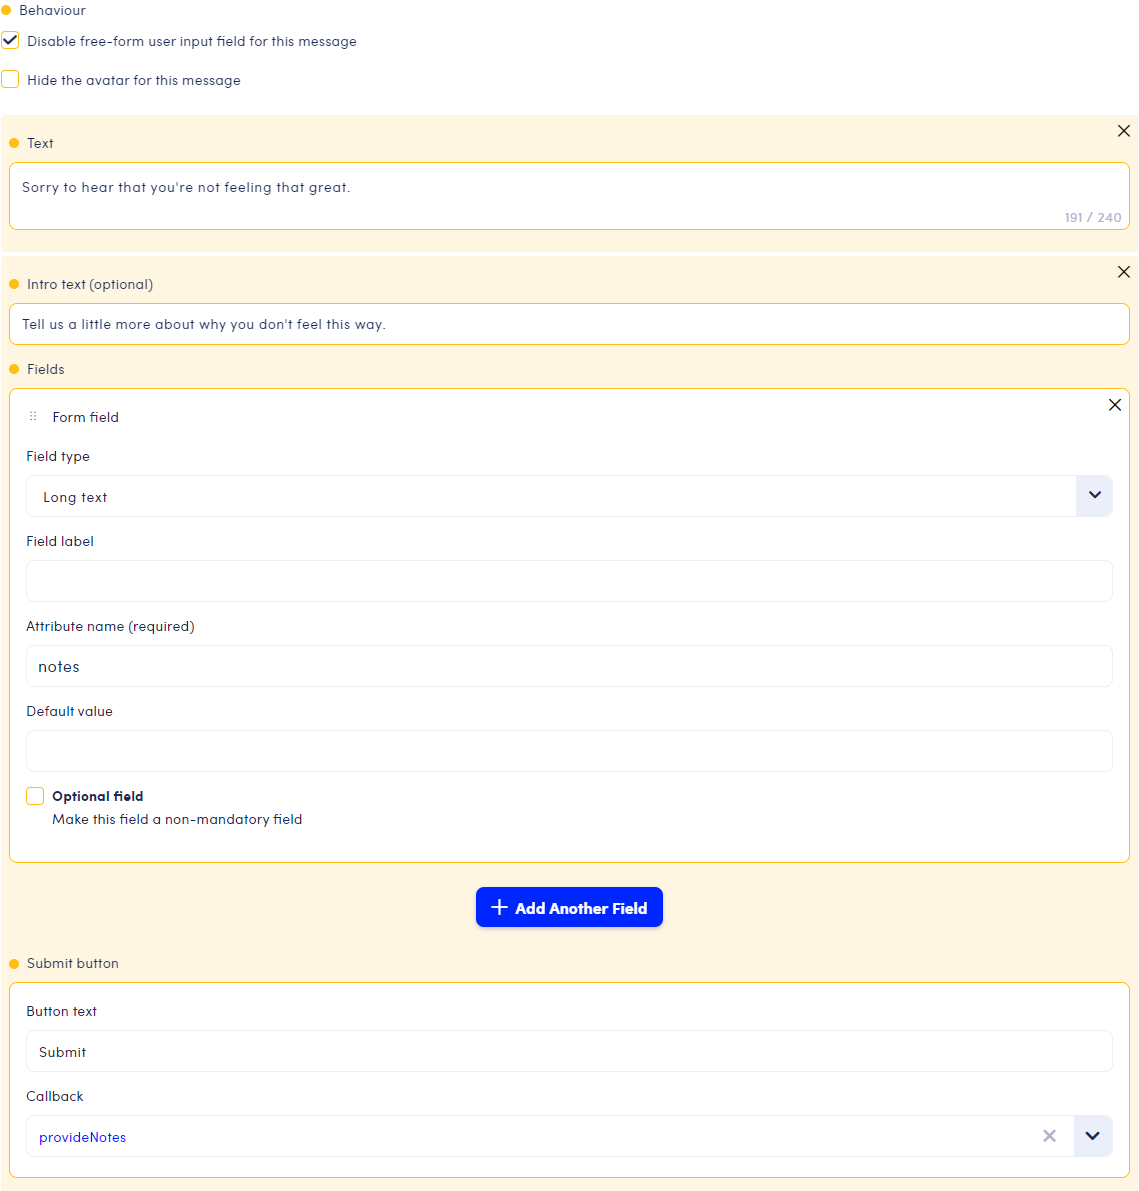 Behaviour
Disable free-form user input field for this message
Hide the avatar for this message
Text
Sorry to hear that you're not feeling that great.
191 / 240
Intro text (optional)
Tell us a little more about why you don't feel this way.
Fields
Form field
Field type
Long text
Field label
Attribute name (required)
notes
Default value
Optional field
Make this field a non-mandatory field
Add Another Field
Submit button
Button text
Submit
Callback
provideNotes